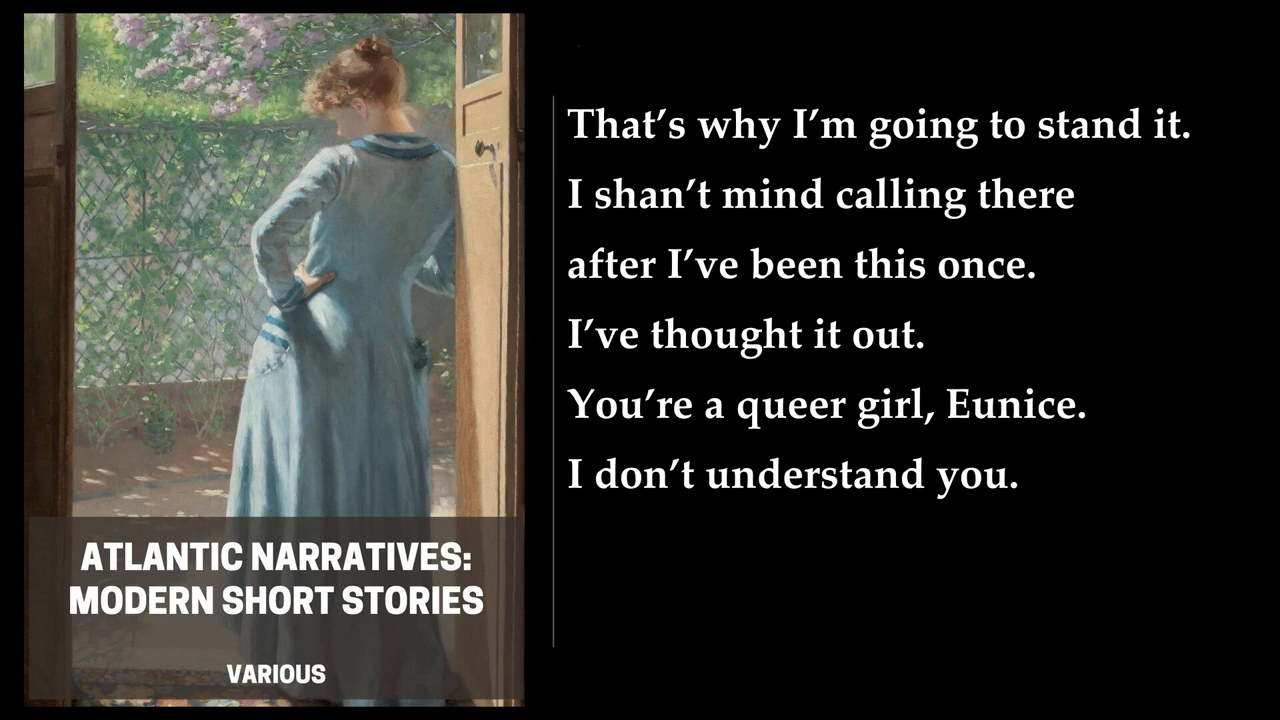 ATLANTIC NARRATIVES:
MODERN SHORT STORIES
VARIOUS
That’s why I’m going to stand it.
I shan’t mind calling there
after I’ve been this once.
I’ve thought it out.
You’re a queer girl, Eunice.
I don’t understand you.